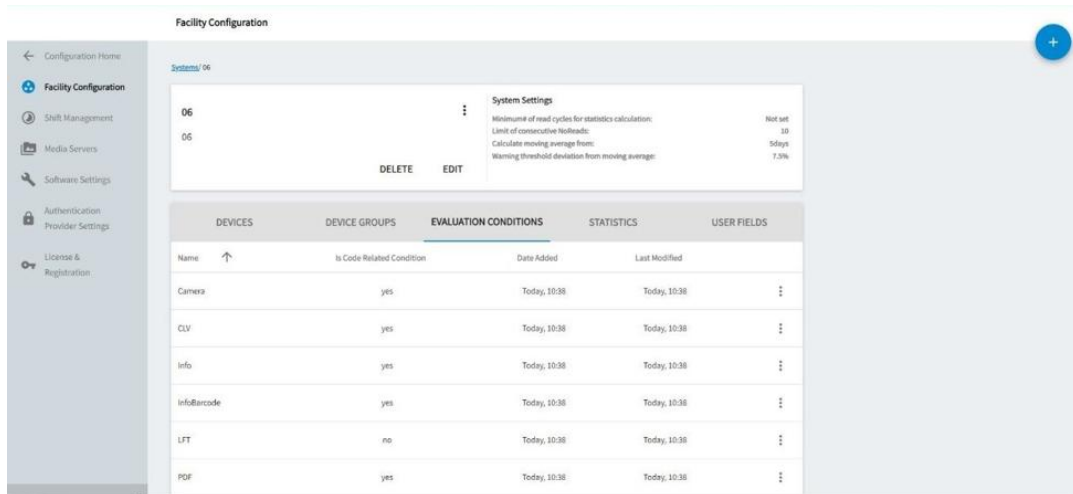 Facility Configuration
+
Configuration Home
Facility Configuration
Shift Management
Media Servers
Software Settings
Authentication
Provider Settings
License &
Registration
Systems/ 06
06
06
DELETE EDIT
System Settings
Minimum# of read cycles for statistics calculation: Not set
Limit of consecutive NoReads: 10
Calculate moving average from: 5days
Warning threshold deviation from moving average: 7.5%
DEVICES DEVICE GROUPS EVALUATION CONDITIONS STATISTICS USER FIELDS
Name Is Code Related Condition Date Added Last Modified
Camera yes Today, 10:38 Today, 10:38
CLV yes Today, 10:38 Today, 10:38
Info yes Today, 10:38 Today, 10:38
InfoBarcode yes Today, 10:38 Today, 10:38
LFT no Today, 10:38 Today, 10:38
PDF yes Today, 10:38 Today, 10:38